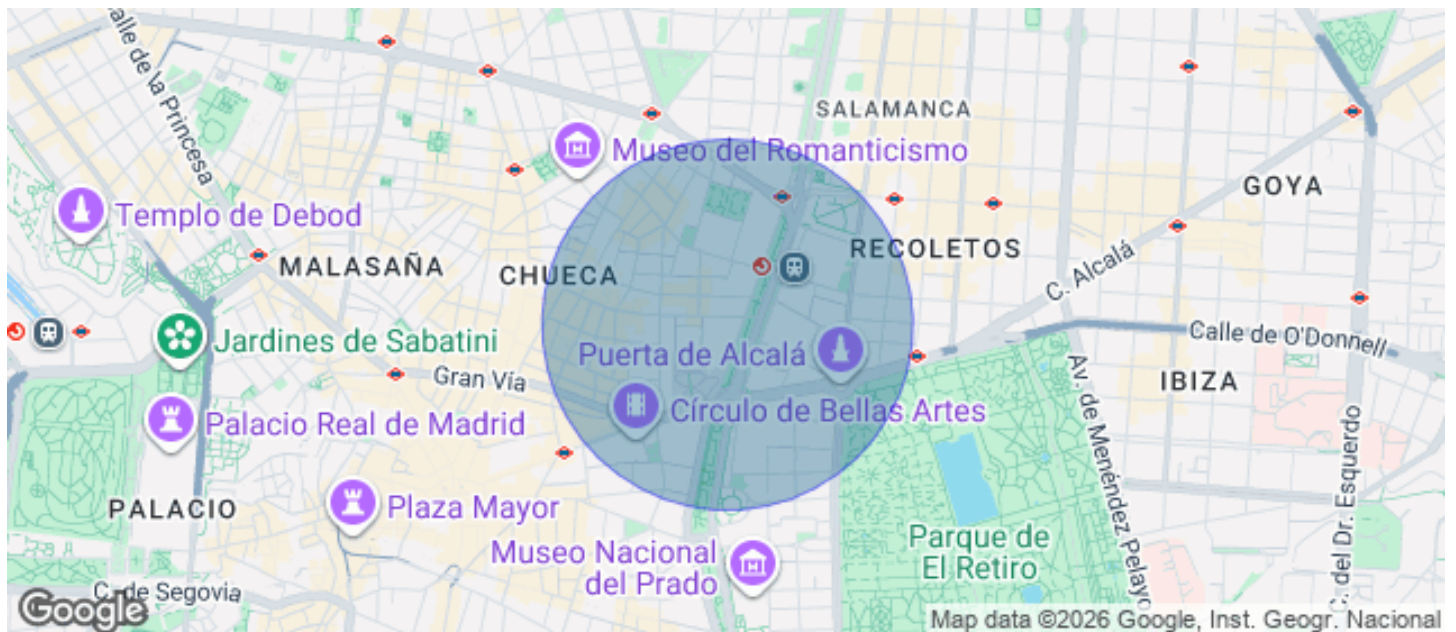 Calle de la Princesa
SALAMANCA
Museo del Romanticismo
GOYA
Templo de Debod
MALASAÑA
CHUECA
RECOLETOS
C. Alcalá
Jardines de Sabatini
Puerta de Alcalá
Calle de O'Donnell
Gran Vía
IBIZA
Palacio Real de Madrid
Círculo de Bellas Artes
Av. de Menéndez Pelayo
PALACIO
Plaza Mayor
Museo Nacional
del Prado
Parque de
El Retiro
C. del Dr. Esquerdo
C. de Segovia
Google
Map data ©2026 Google, Inst. Geogr. Nacional